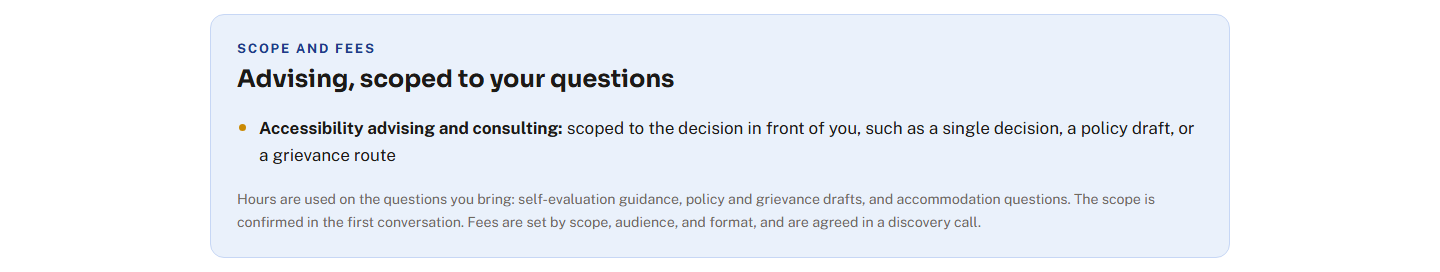 SCOPE AND FEES
Advising, scoped to your questions
Accessibility advising and consulting: scoped to the decision in front of you, such as a single decision, a policy draft, or
a grievance route
Hours are used on the questions you bring: self-evaluation guidance, policy and grievance drafts, and accommodation questions. The scope is
confirmed in the first conversation. Fees are set by scope, audience, and format, and are agreed in a discovery call.